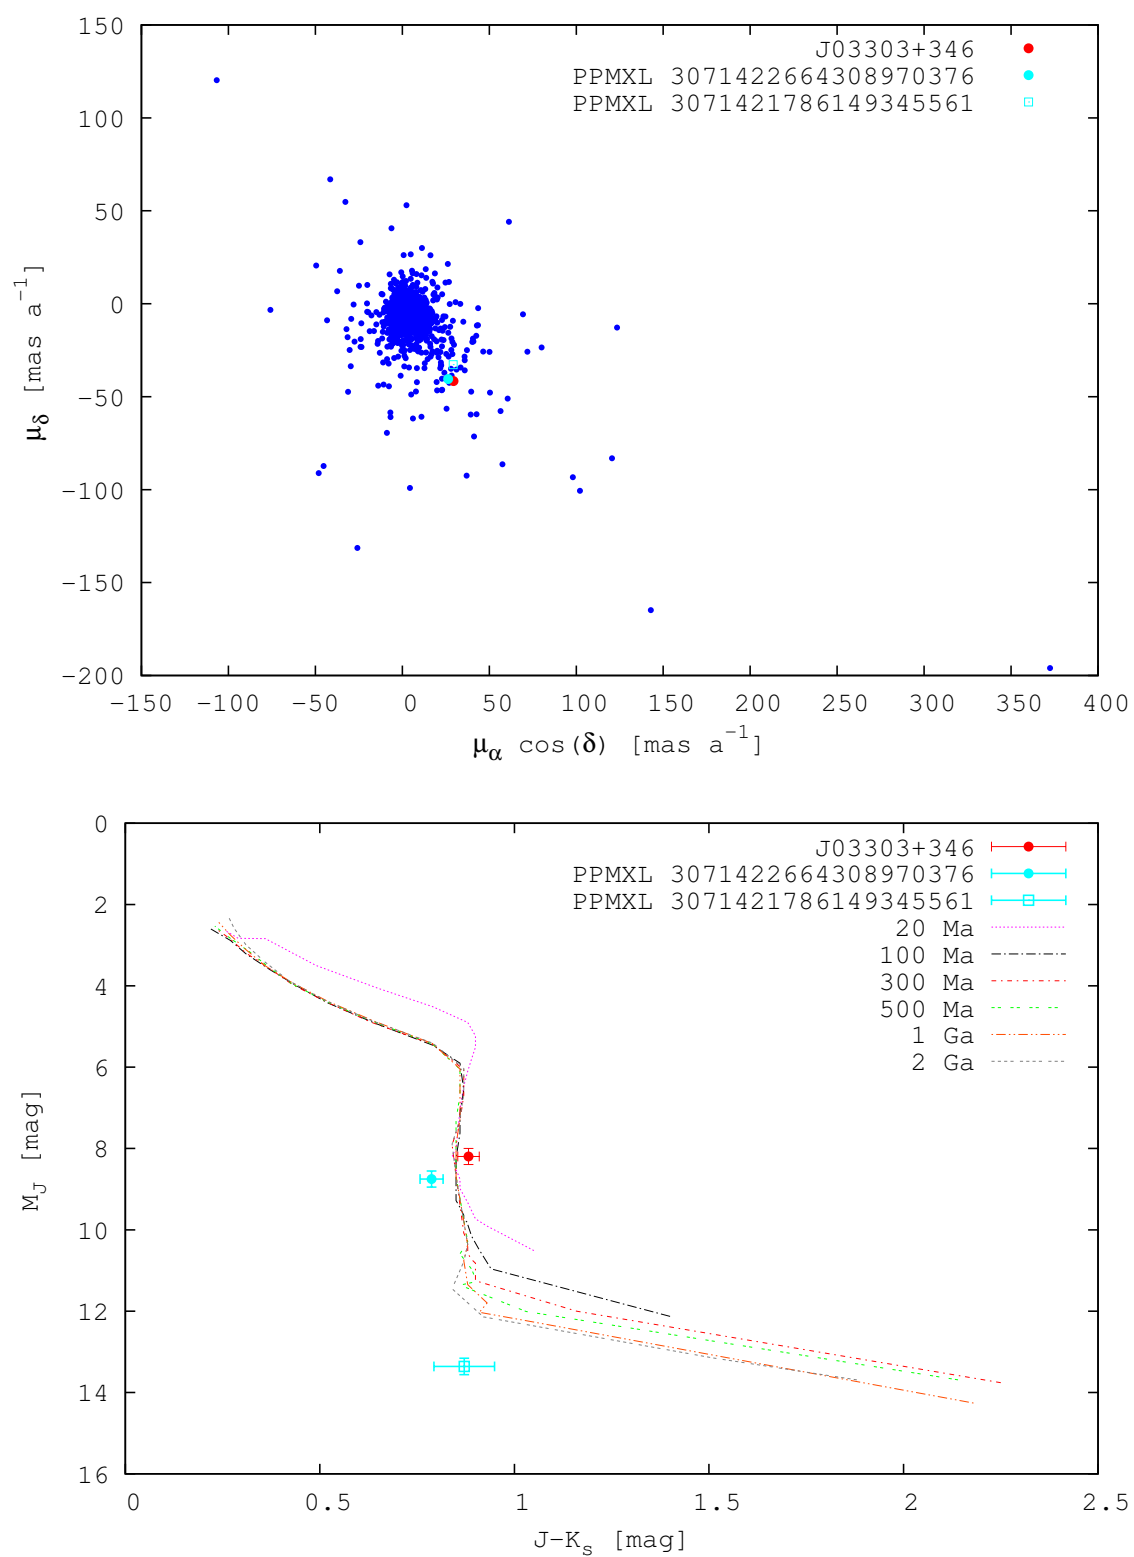 150
100
50
0
−50
−100
−150
−200
−150 −100 −50 0 50 100 150 200 250 300 350 400
μδ [mas a−1]
μα cos(δ) [mas a−1]
J03303+346
PPMXL 3071422664308970376
PPMXL 3071421786149345561
0
2
4
6
8
10
12
14
16
0 0.5 1 1.5 2 2.5
MJ [mag]
J−Ks [mag]
J03303+346
PPMXL 3071422664308970376
PPMXL 3071421786149345561
20 Ma
100 Ma
300 Ma
500 Ma
1 Ga
2 Ga